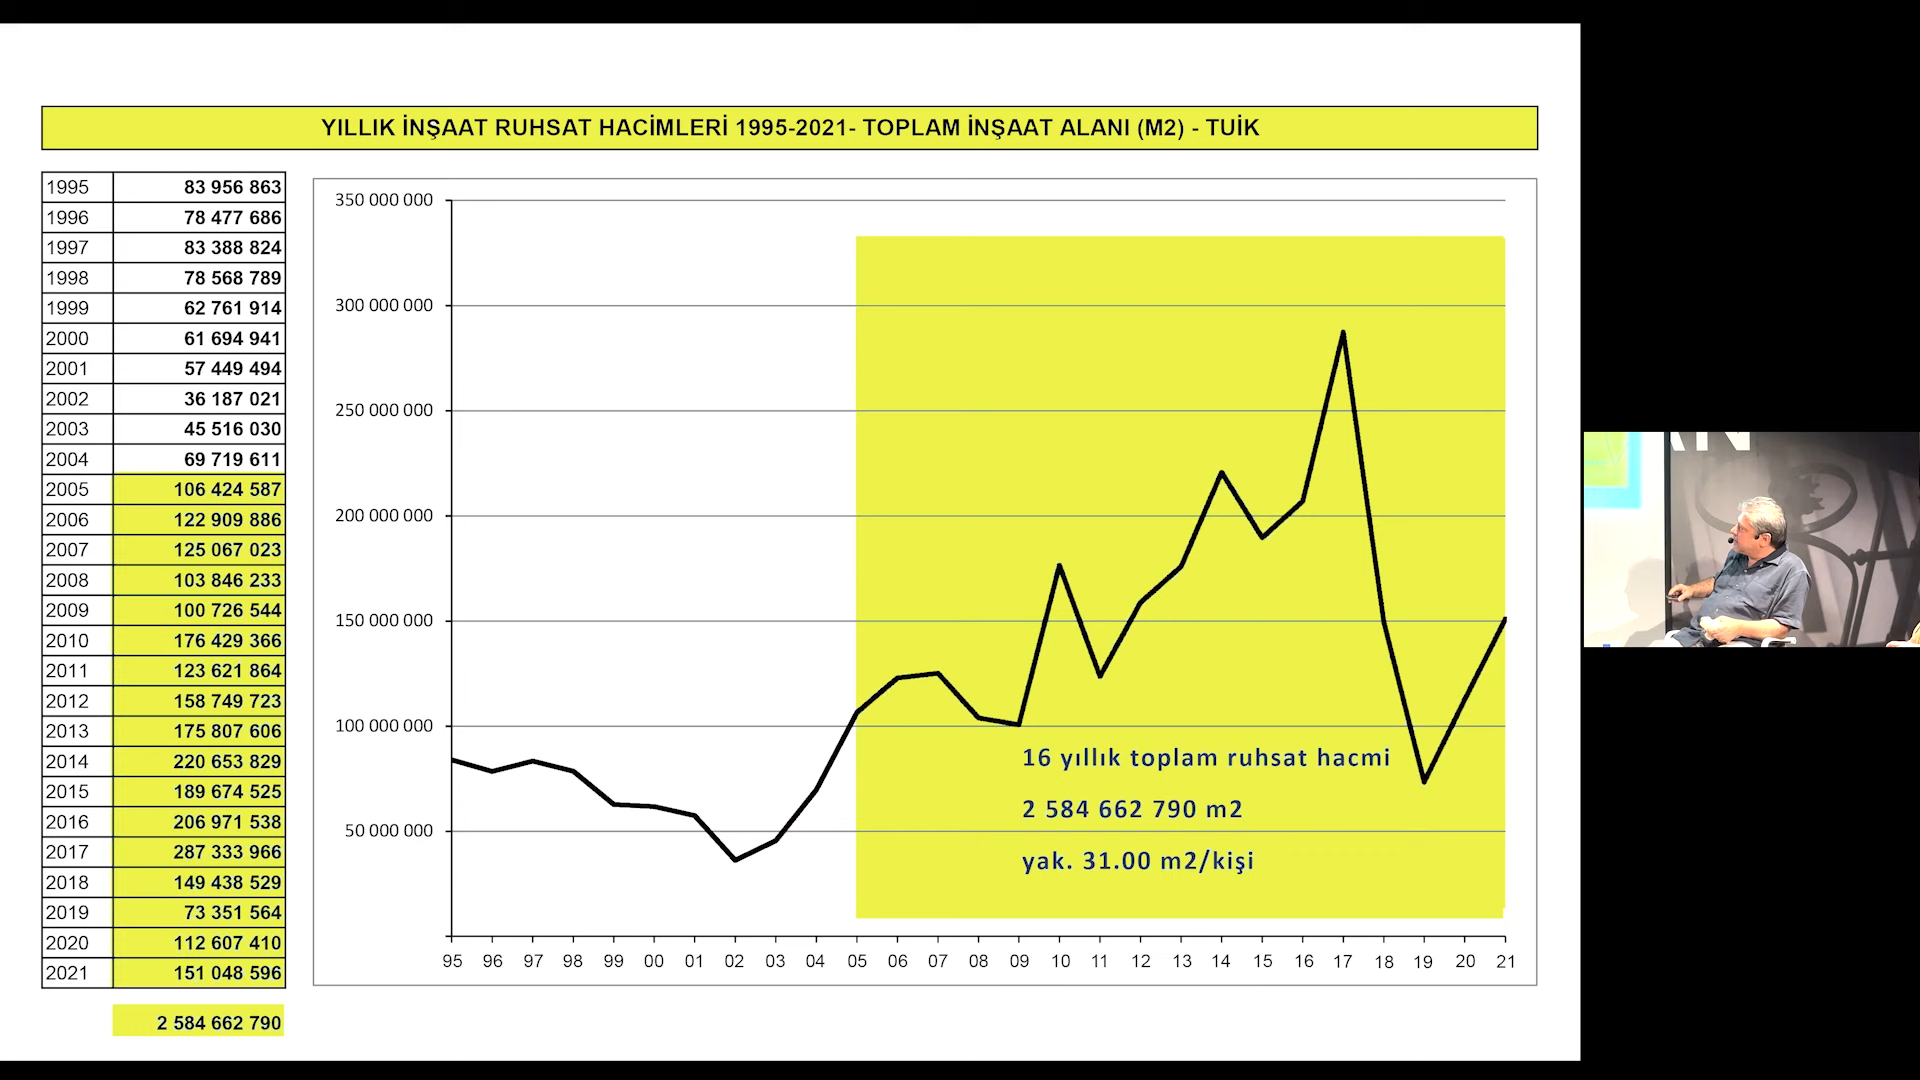 YILLIK İNŞAAT RUHSAT HACİMLERİ 1995-2021- TOPLAM İNŞAAT ALANI (M2) - TUİK
1995 83 956 863
1996 78 477 686
1997 83 388 824
1998 78 568 789
1999 62 761 914
2000 61 694 941
2001 57 449 494
2002 36 187 021
2003 45 516 030
2004 69 719 611
2005 106 424 587
2006 122 909 886
2007 125 067 023
2008 103 846 233
2009 100 726 544
2010 176 429 366
2011 123 621 864
2012 158 749 723
2013 175 807 606
2014 220 653 829
2015 189 674 525
2016 206 971 538
2017 287 333 966
2018 149 438 529
2019 73 351 564
2020 112 607 410
2021 151 048 596
2 584 662 790
350 000 000
300 000 000
250 000 000
200 000 000
150 000 000
100 000 000
50 000 000
16 yıllık toplam ruhsat hacmi
2 584 662 790 m2
yak. 31.00 m2/kişi
95 96 97 98 99 00 01 02 03 04 05 06 07 08 09 10 11 12 13 14 15 16 17 18 19 20 21